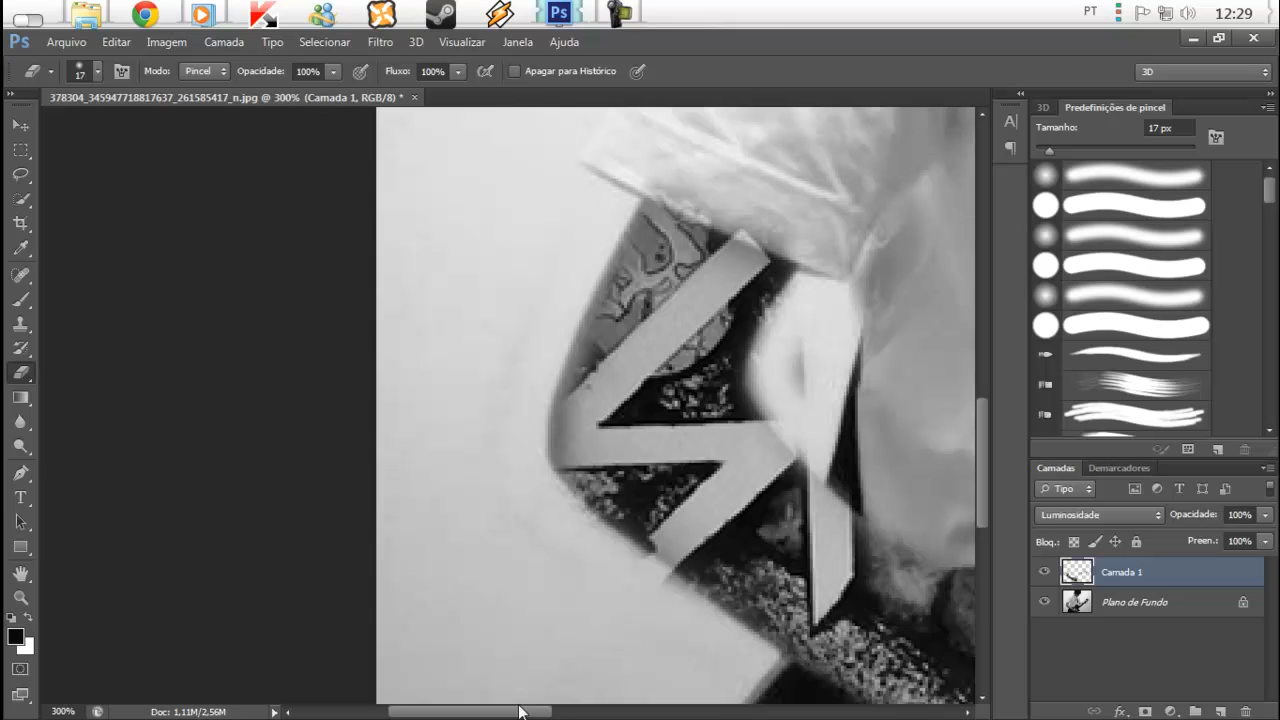 PT 12:29
Ps Arquivo Editar Imagem Camada Tipo Selecionar Filtro 3D Visualizar Janela Ajuda
17 Modo: Pincel Opacidade: 100% Fluxo: 100% Apagar para Histórico 3D
378304_345947718817637_261585417_n.jpg @ 300% (Camada 1, RGB/8) * ×
3D Predefinições de pincel
Tamanho: 17 px
Camadas Demarcadores
Tipo
Luminosidade Opacidade: 100%
Bloq.: Preen.: 100%
Camada 1
Plano de Fundo
300% Doc: 1,11M/2,56M